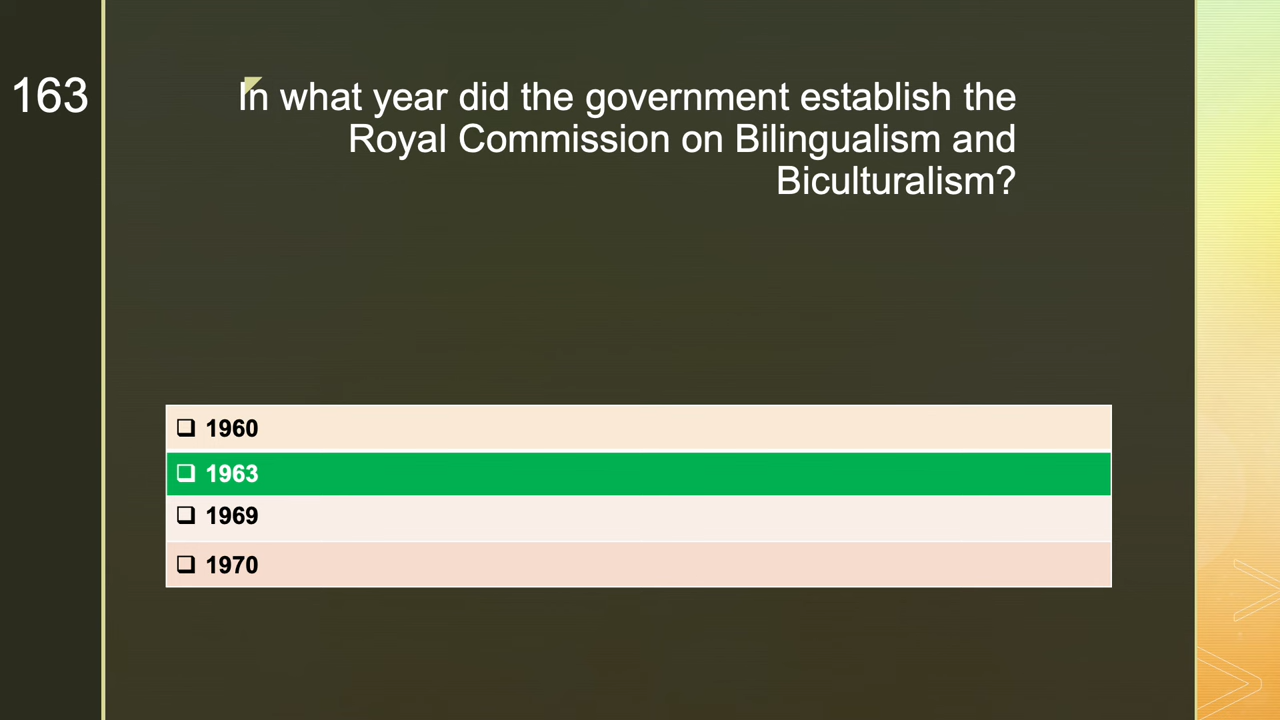 163
In what year did the government establish the
Royal Commission on Bilingualism and
Biculturalism?
❑ 1960
❑ 1963
❑ 1969
❑ 1970